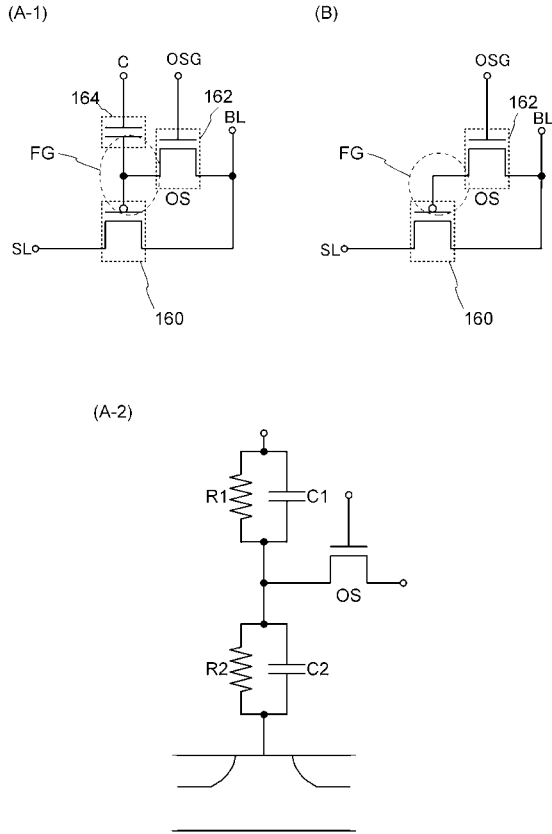 (A-1)
(B)
C
OSG
164
162
BL
FG
OS
SL
160
OSG
162
BL
FG
OS
SL
160
(A-2)
R1
C1
OS
R2
C2